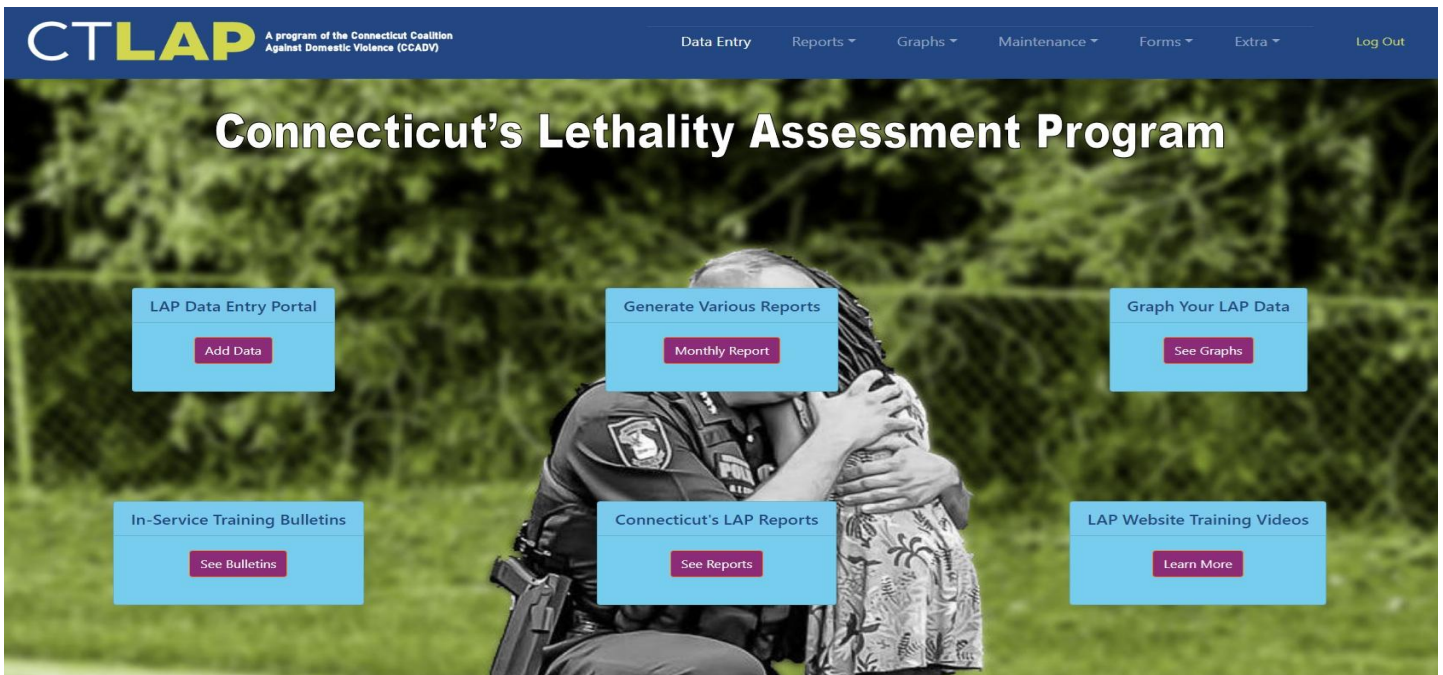 CTLAP
A program of the Connecticut Coalition
Against Domestic Violence (CCADV)
Data Entry
Reports
Graphs
Maintenance
Forms
Extra
Log Out
Connecticut's Lethality Assessment Program
LAP Data Entry Portal
Add Data
Generate Various Reports
Monthly Report
Graph Your LAP Data
See Graphs
In-Service Training Bulletins
See Bulletins
Connecticut's LAP Reports
See Reports
LAP Website Training Videos
Learn More